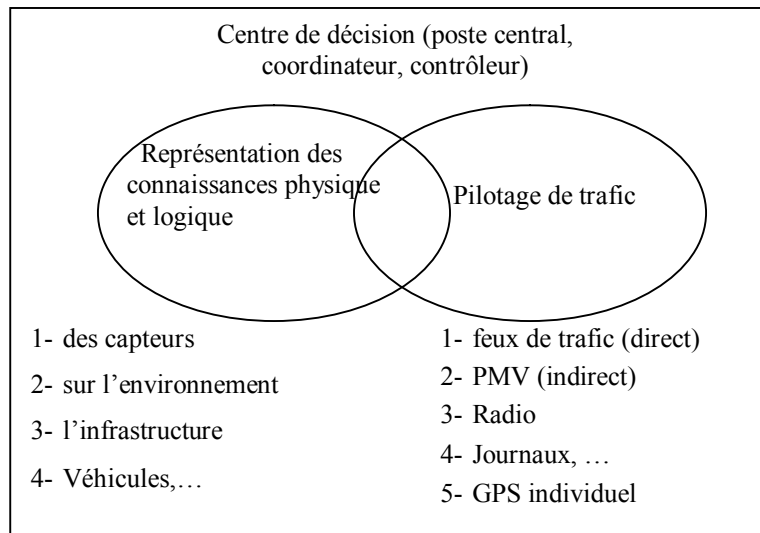 Centre de décision (poste central,
coordinateur, contrôleur)
Représentation des
connaissances physique
et logique
Pilotage de trafic
1- des capteurs
2- sur l’environnement
3- l’infrastructure
4- Véhicules,…
1- feux de trafic (direct)
2- PMV (indirect)
3- Radio
4- Journaux, …
5- GPS individuel